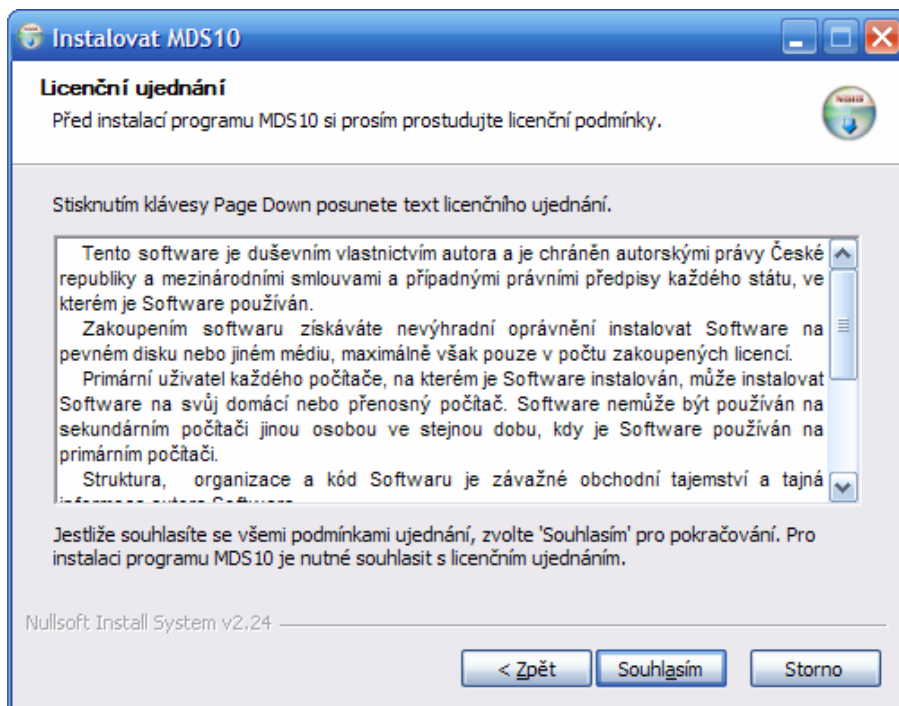 Instalovat MDS10
Licenční ujednání
Před instalací programu MDS10 si prosím prostudujte licenční podmínky.
Stisknutím klávesy Page Down posunete text licenčního ujednání.
Tento software je duševním vlastnictvím autora a je chráněn autorskými právy České
republiky a mezinárodními smlouvami a případnými právními předpisy každého státu, ve
kterém je Software používán.
Zakoupením softwaru získáváte nevýhradní oprávnění instalovat Software na
pevném disku nebo jiném médiu, maximálně však pouze v počtu zakoupených licencí.
Primární uživatel každého počítače, na kterém je Software instalován, může instalovat
Software na svůj domácí nebo přenosný počítač. Software nemůže být používán na
sekundárním počítači jinou osobou ve stejnou dobu, kdy je Software používán na
primárním počítači.
Struktura, organizace a kód Softwaru je závažné obchodní tajemství a tajná
Jestliže souhlasíte se všemi podmínkami ujednání, zvolte 'Souhlasím' pro pokračování. Pro
instalaci programu MDS10 je nutné souhlasit s licenčním ujednáním.
Nullsoft Install System v2.24
< Zpět
Souhlasím
Storno